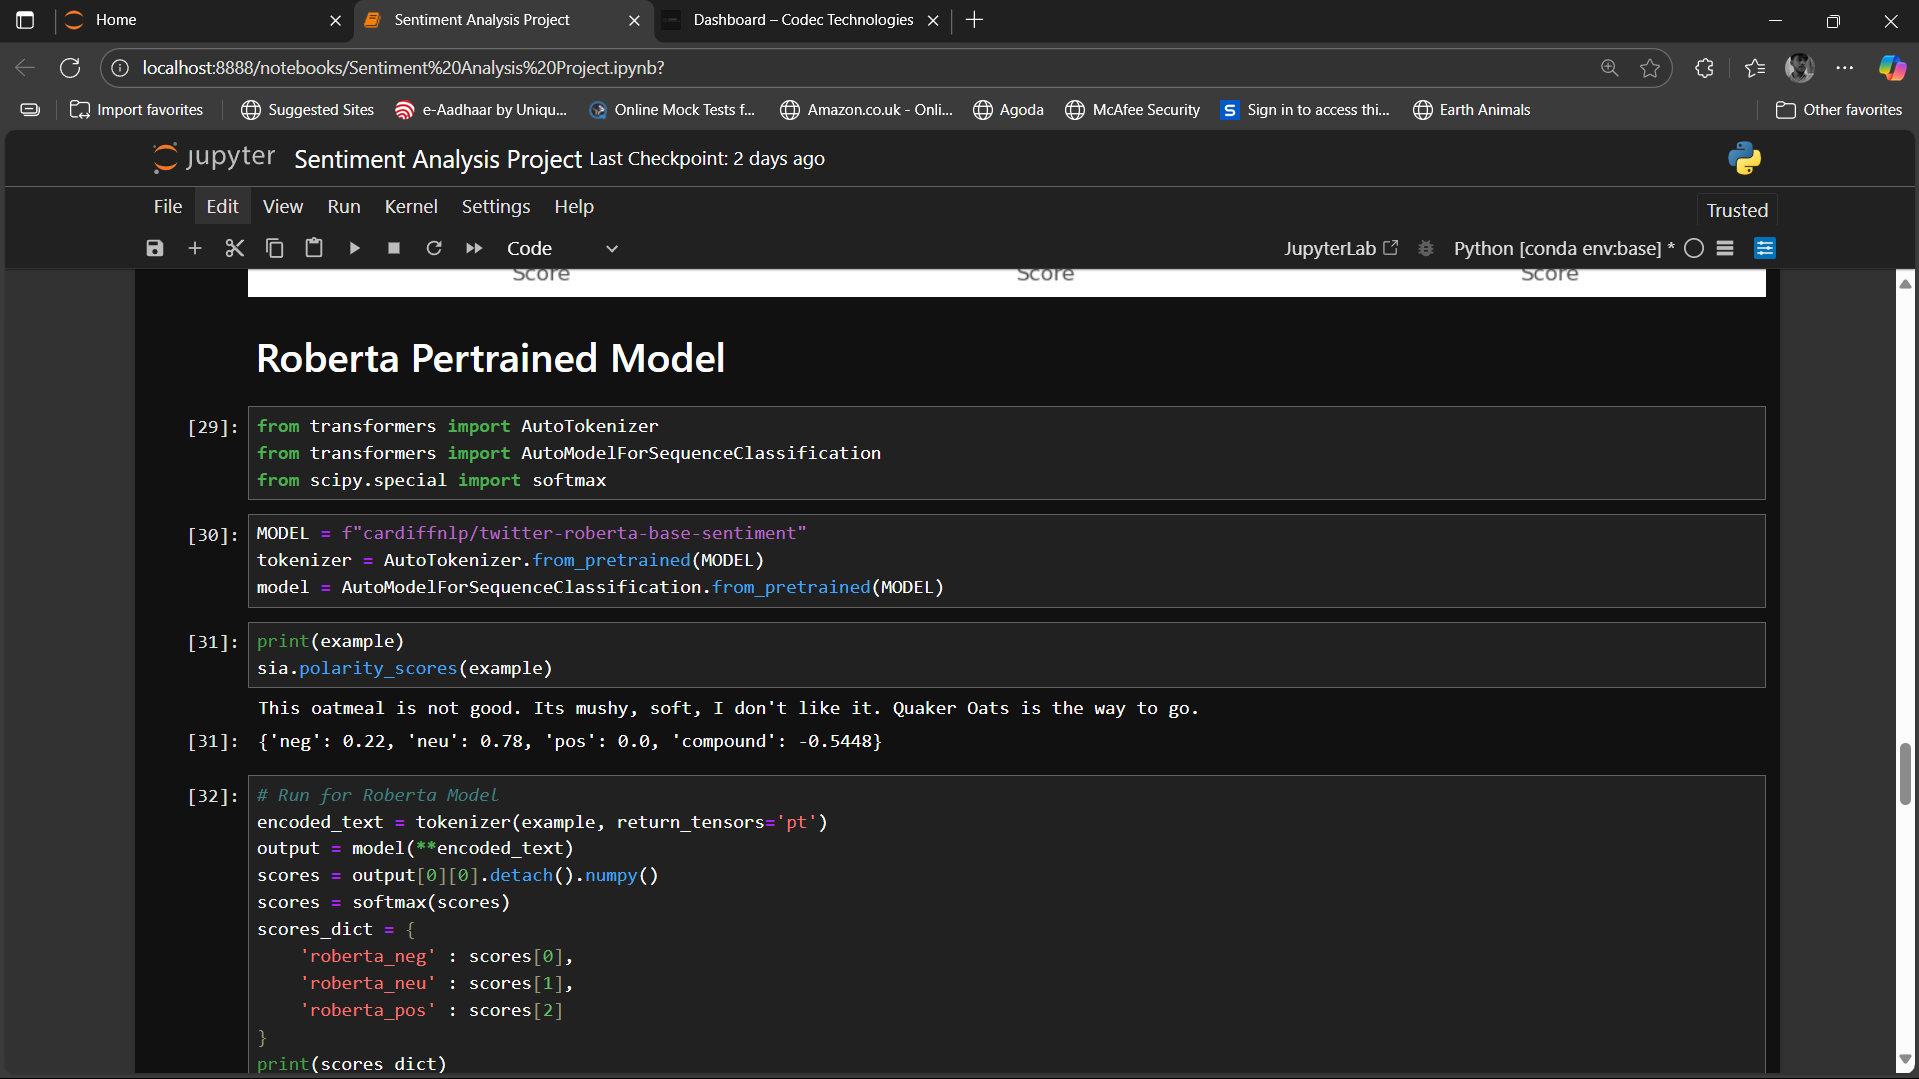 Home
Sentiment Analysis Project
Dashboard – Codec Technologies
localhost:8888/notebooks/Sentiment%20Analysis%20Project.ipynb?
Import favorites
Suggested Sites
e-Aadhaar by Uniqu...
Online Mock Tests f...
Amazon.co.uk - Onli...
Agoda
McAfee Security
S Sign in to access thi...
Earth Animals
Other favorites
jupyter Sentiment Analysis Project Last Checkpoint: 2 days ago
File Edit View Run Kernel Settings Help
Trusted
Code
JupyterLab
Python [conda env:base] *
Score Score Score
Roberta Pertrained Model
[29]: from transformers import AutoTokenizer
from transformers import AutoModelForSequenceClassification
from scipy.special import softmax
[30]: MODEL = f"cardiffnlp/twitter-roberta-base-sentiment"
tokenizer = AutoTokenizer.from_pretrained(MODEL)
model = AutoModelForSequenceClassification.from_pretrained(MODEL)
[31]: print(example)
sia.polarity_scores(example)
This oatmeal is not good. Its mushy, soft, I don't like it. Quaker Oats is the way to go.
[31]: {'neg': 0.22, 'neu': 0.78, 'pos': 0.0, 'compound': -0.5448}
[32]: # Run for Roberta Model
encoded_text = tokenizer(example, return_tensors='pt')
output = model(**encoded_text)
scores = output[0][0].detach().numpy()
scores = softmax(scores)
scores_dict = {
    'roberta_neg' : scores[0],
    'roberta_neu' : scores[1],
    'roberta_pos' : scores[2]
}
print(scores_dict)